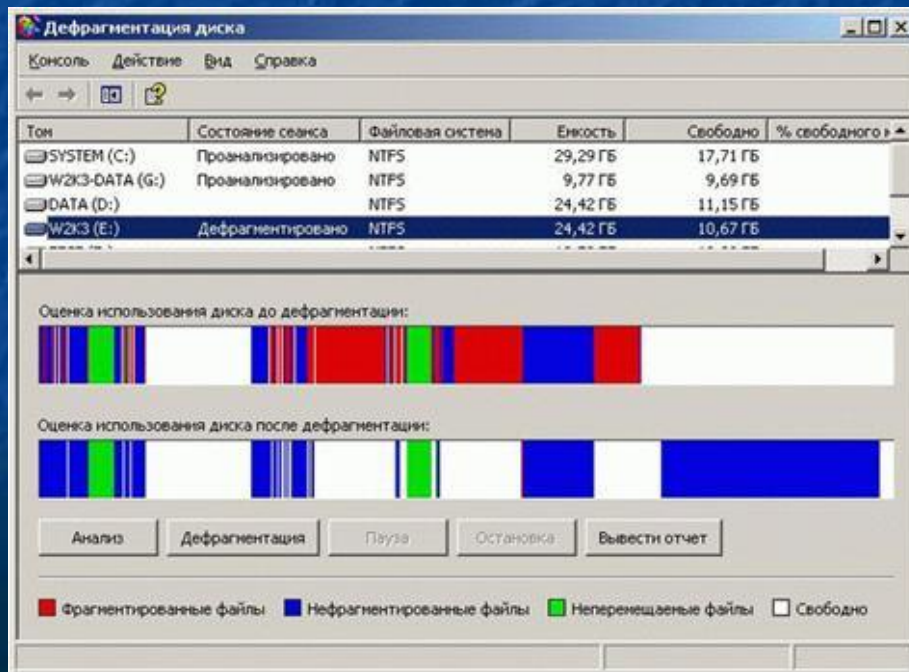 Дефрагментация диска
Консоль Действие Вид Справка
Том Состояние сеанса Файловая система Емкость Свободно % свободного
SYSTEM (C:) Проанализировано NTFS 29,29 ГБ 17,71 ГБ
W2K3-DATA (G:) Проанализировано NTFS 9,77 ГБ 9,69 ГБ
DATA (D:) NTFS 24,42 ГБ 11,15 ГБ
W2K3 (E:) Дефрагментировано NTFS 24,42 ГБ 10,67 ГБ
Оценка использования диска до дефрагментации:
Оценка использования диска после дефрагментации:
Анализ Дефрагментация Пауза Остановка Вывести отчет
Фрагментированные файлы Нефрагментированные файлы Неперемещаемые файлы Свободно